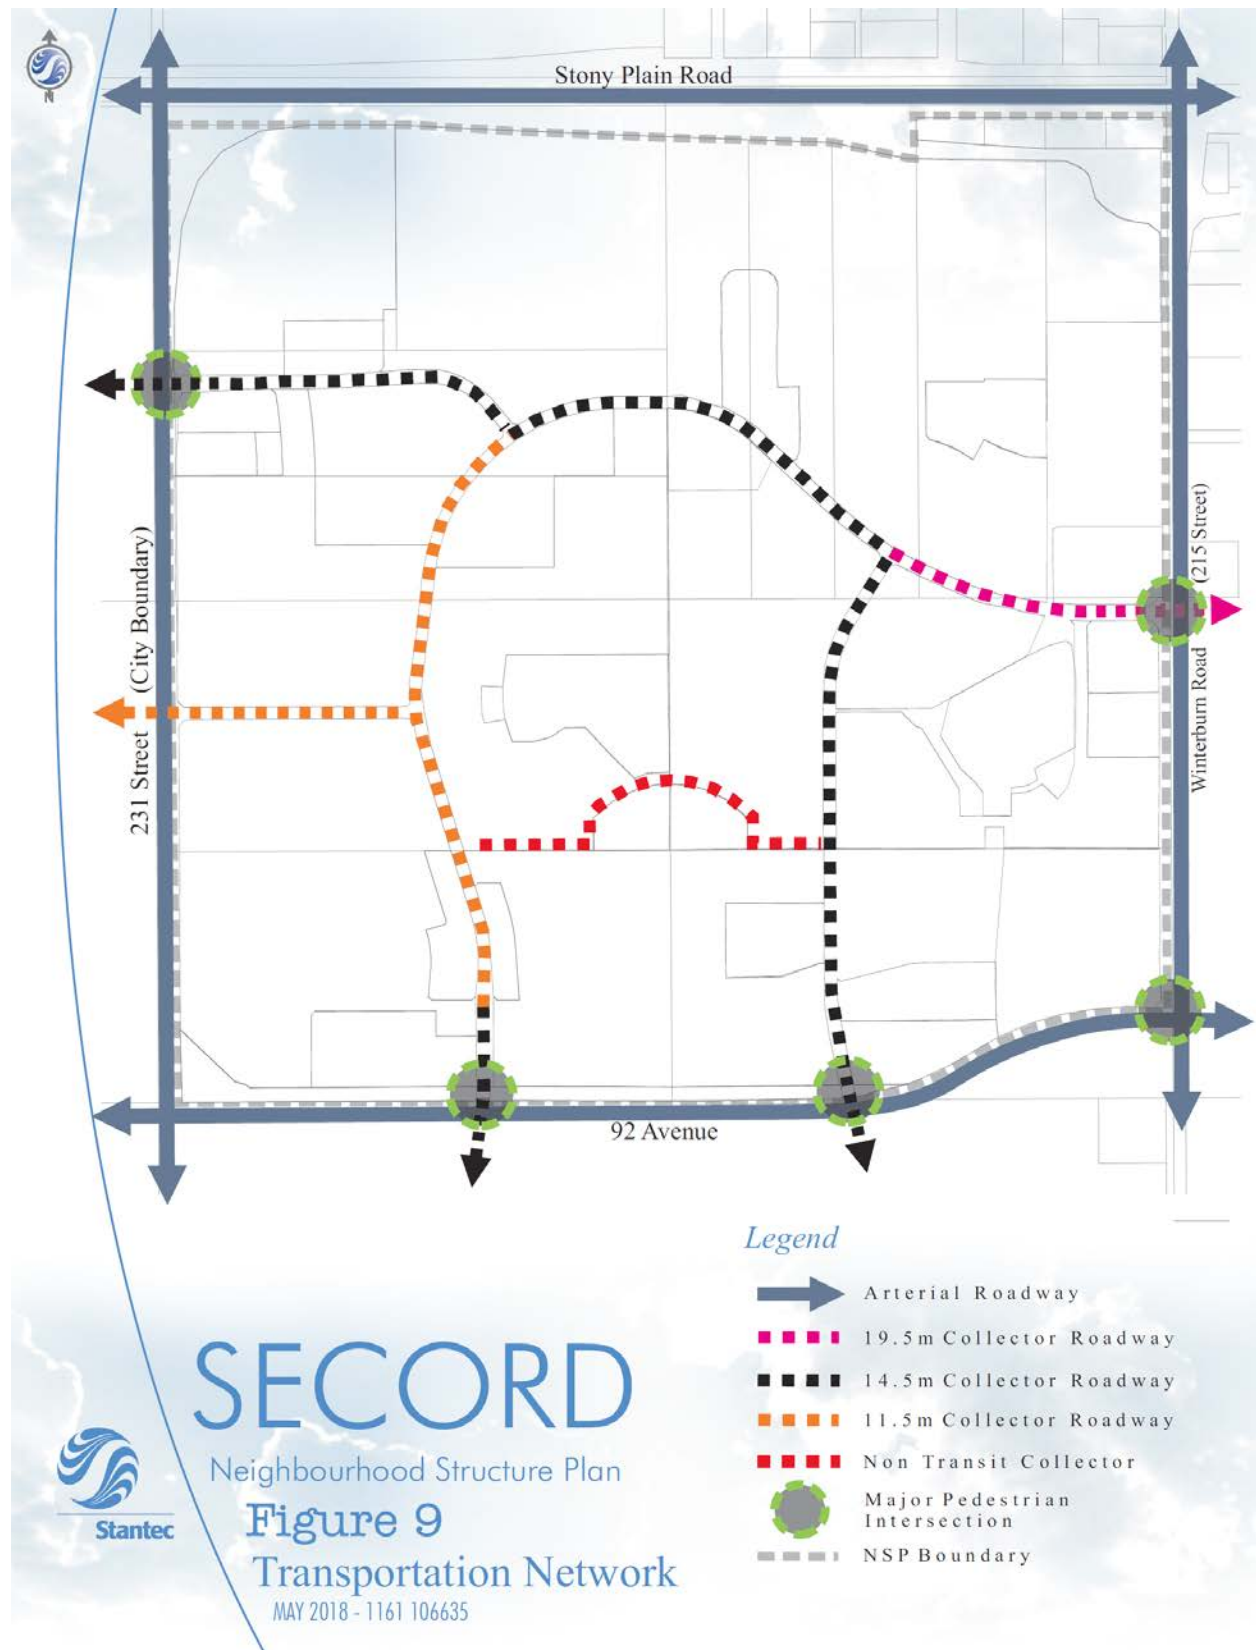 N
Stony Plain Road
231 Street (City Boundary)
Winterburn Road (215 Street)
92 Avenue
Legend
Arterial Roadway
19.5m Collector Roadway
14.5m Collector Roadway
11.5m Collector Roadway
Non Transit Collector
Major Pedestrian
Intersection
NSP Boundary
SECORD
Neighbourhood Structure Plan
Figure 9
Transportation Network
MAY 2018 - 1161 106635
Stantec